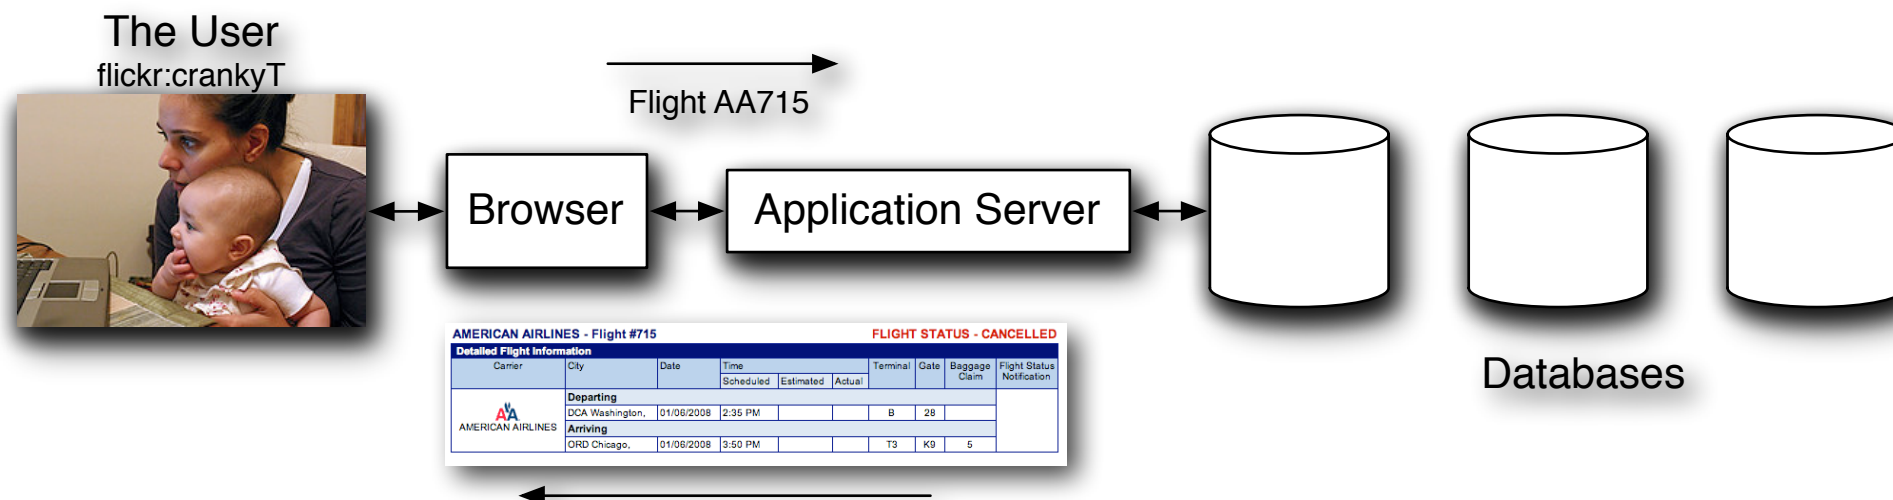 The User
flickr:crankyT
Flight AA715
Browser
Application Server
AMERICAN AIRLINES - Flight #715 FLIGHT STATUS - CANCELLED
Detailed Flight Information
Carrier City Date Time Terminal Gate Baggage Claim Flight Status Notification
Scheduled Estimated Actual
Departing
DCA Washington, 01/06/2008 2:35 PM B 28
AA
AMERICAN AIRLINES
Arriving
ORD Chicago, 01/06/2008 3:50 PM T3 K9 5
Databases